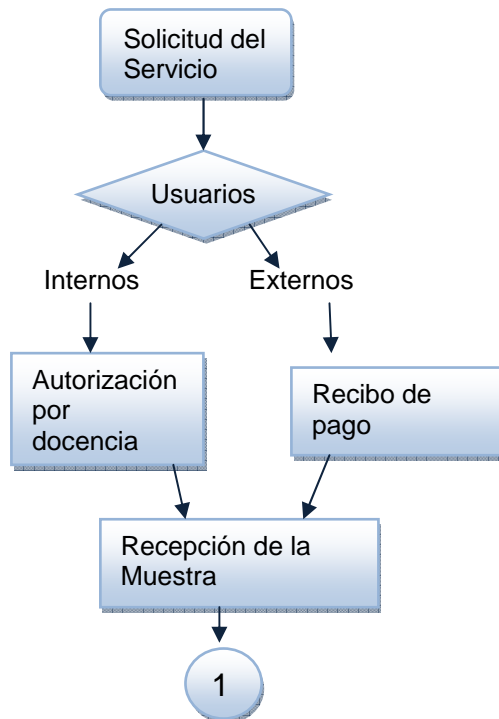 Solicitud del
Servicio
Usuarios
Internos
Externos
Autorización
por
docencia
Recibo de
pago
Recepción de la
Muestra
1